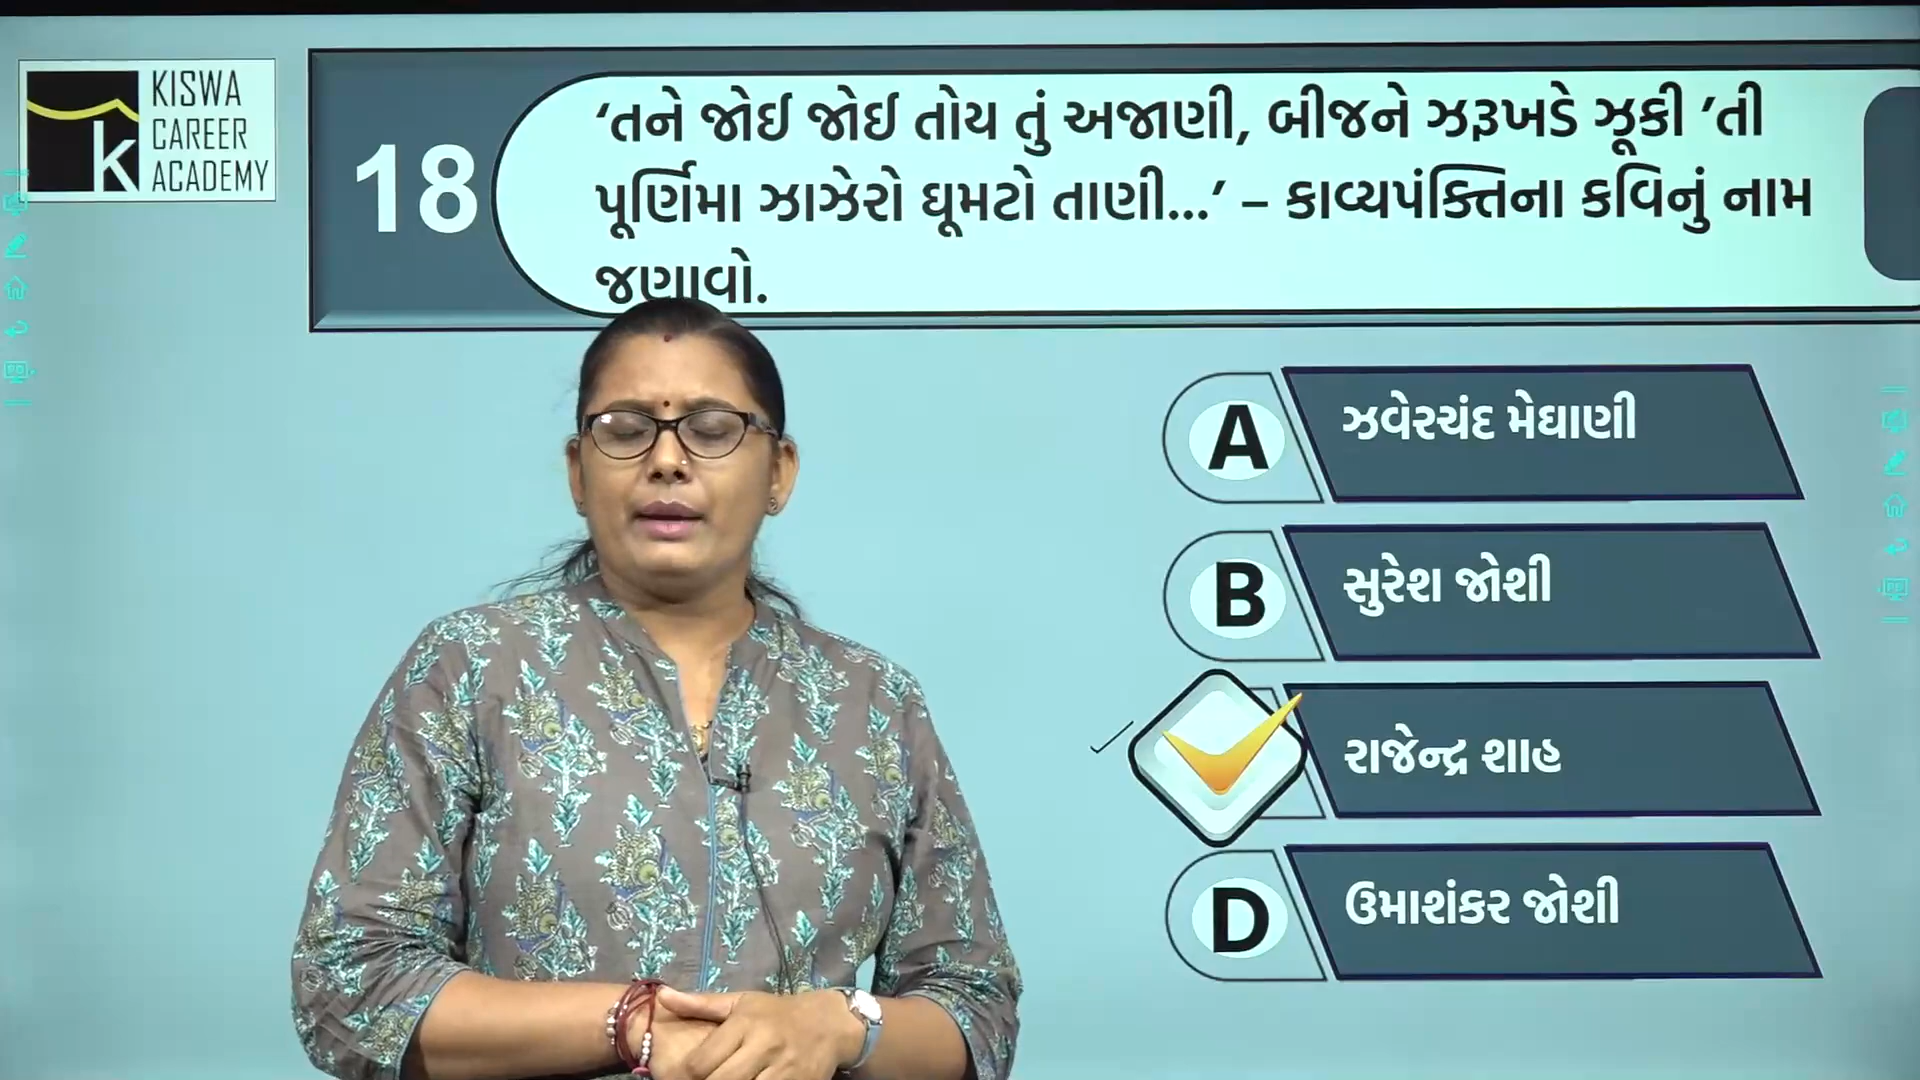 KISWA
CAREER
ACADEMY
k
18
‘તને જોઈ જોઈ તોય તું અજાણી, બીજને ઝરૂખડે ઝૂકી ’તી
પૂર્ણિમા ઝાઝેરો ઘૂમટો તાણી...’ – કાવ્યપંક્તિના કવિનું નામ
જણાવો.
A ઝવેરચંદ મેઘાણી
B સુરેશ જોશી
રાજેન્દ્ર શાહ
D ઉમાશંકર જોશી